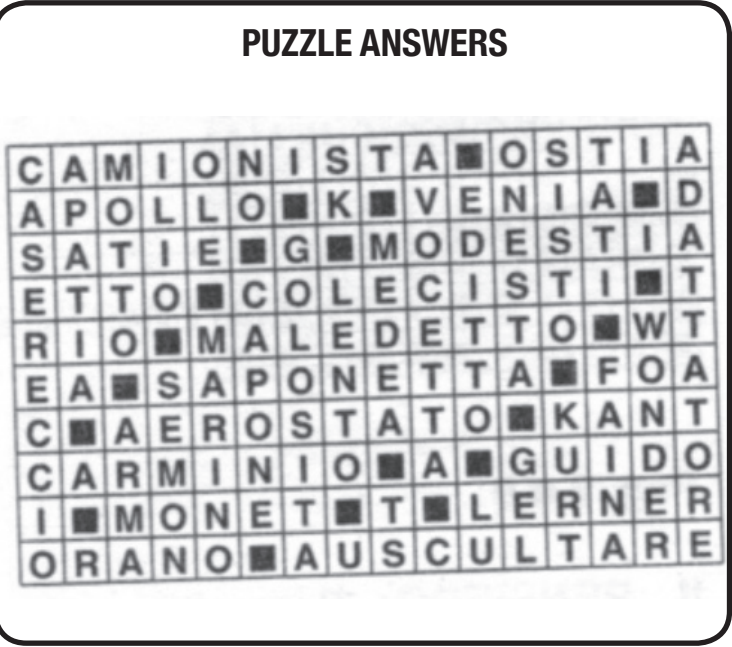 PUZZLE ANSWERS
CAMIONISTA■OSTIA
APOLLO■K■VENIA■D
SATIE■G■MODESTIA
ETTO■COLECISTI■T
RIO■MALEDETTO■WT
EA■SAPONETTA■FOA
C■AEROSTATO■KANT
CARMINIO■A■GUIDO
I■MONET■T■LERNER
ORANO■AUSCULTARE